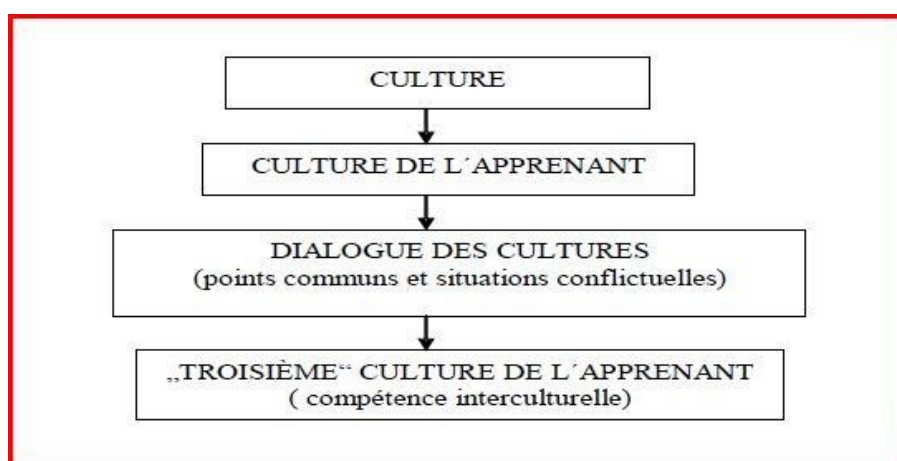 CULTURE
CULTURE DE L´APPRENANT
DIALOGUE DES CULTURES
(points communs et situations conflictuelles)
„TROISIÈME“ CULTURE DE L´APPRENANT
( compétence interculturelle)